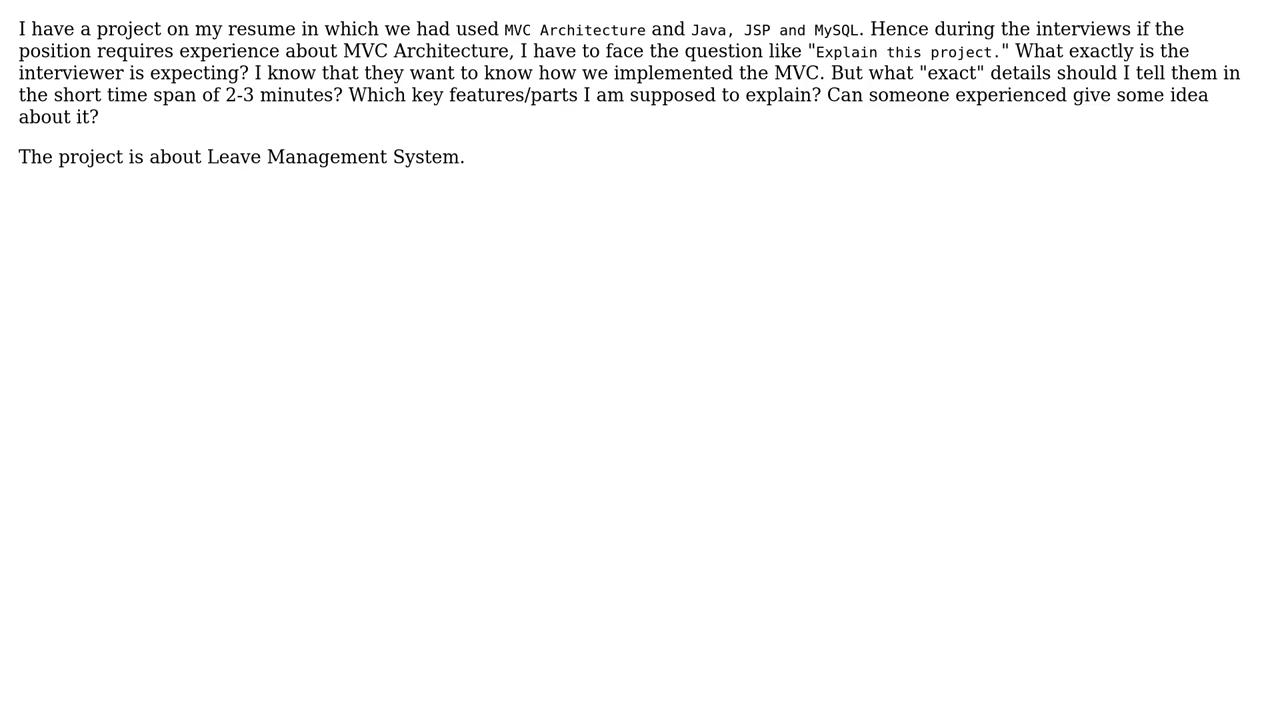 I have a project on my resume in which we had used MVC Architecture and Java, JSP and MySQL. Hence during the interviews if the
position requires experience about MVC Architecture, I have to face the question like "Explain this project." What exactly is the
interviewer is expecting? I know that they want to know how we implemented the MVC. But what "exact" details should I tell them in
the short time span of 2-3 minutes? Which key features/parts I am supposed to explain? Can someone experienced give some idea
about it?
The project is about Leave Management System.